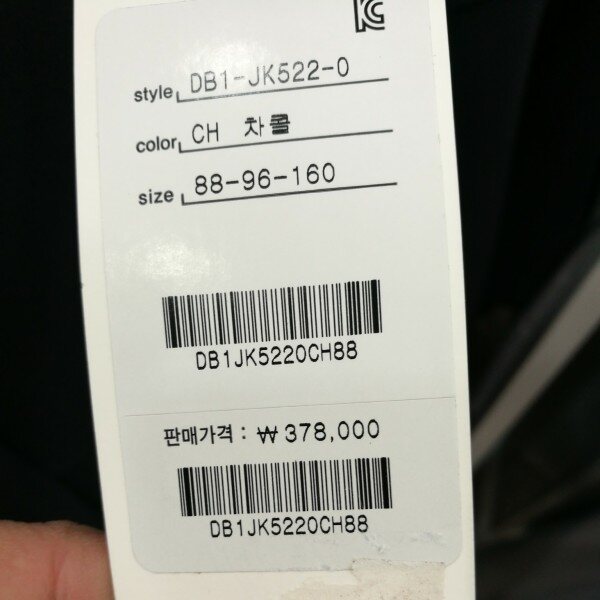 KC
style DB1-JK522-0
color CH 차콜
size 88-96-160
DB1JK5220CH88
판매가격 : ₩ 378,000
DB1JK5220CH88